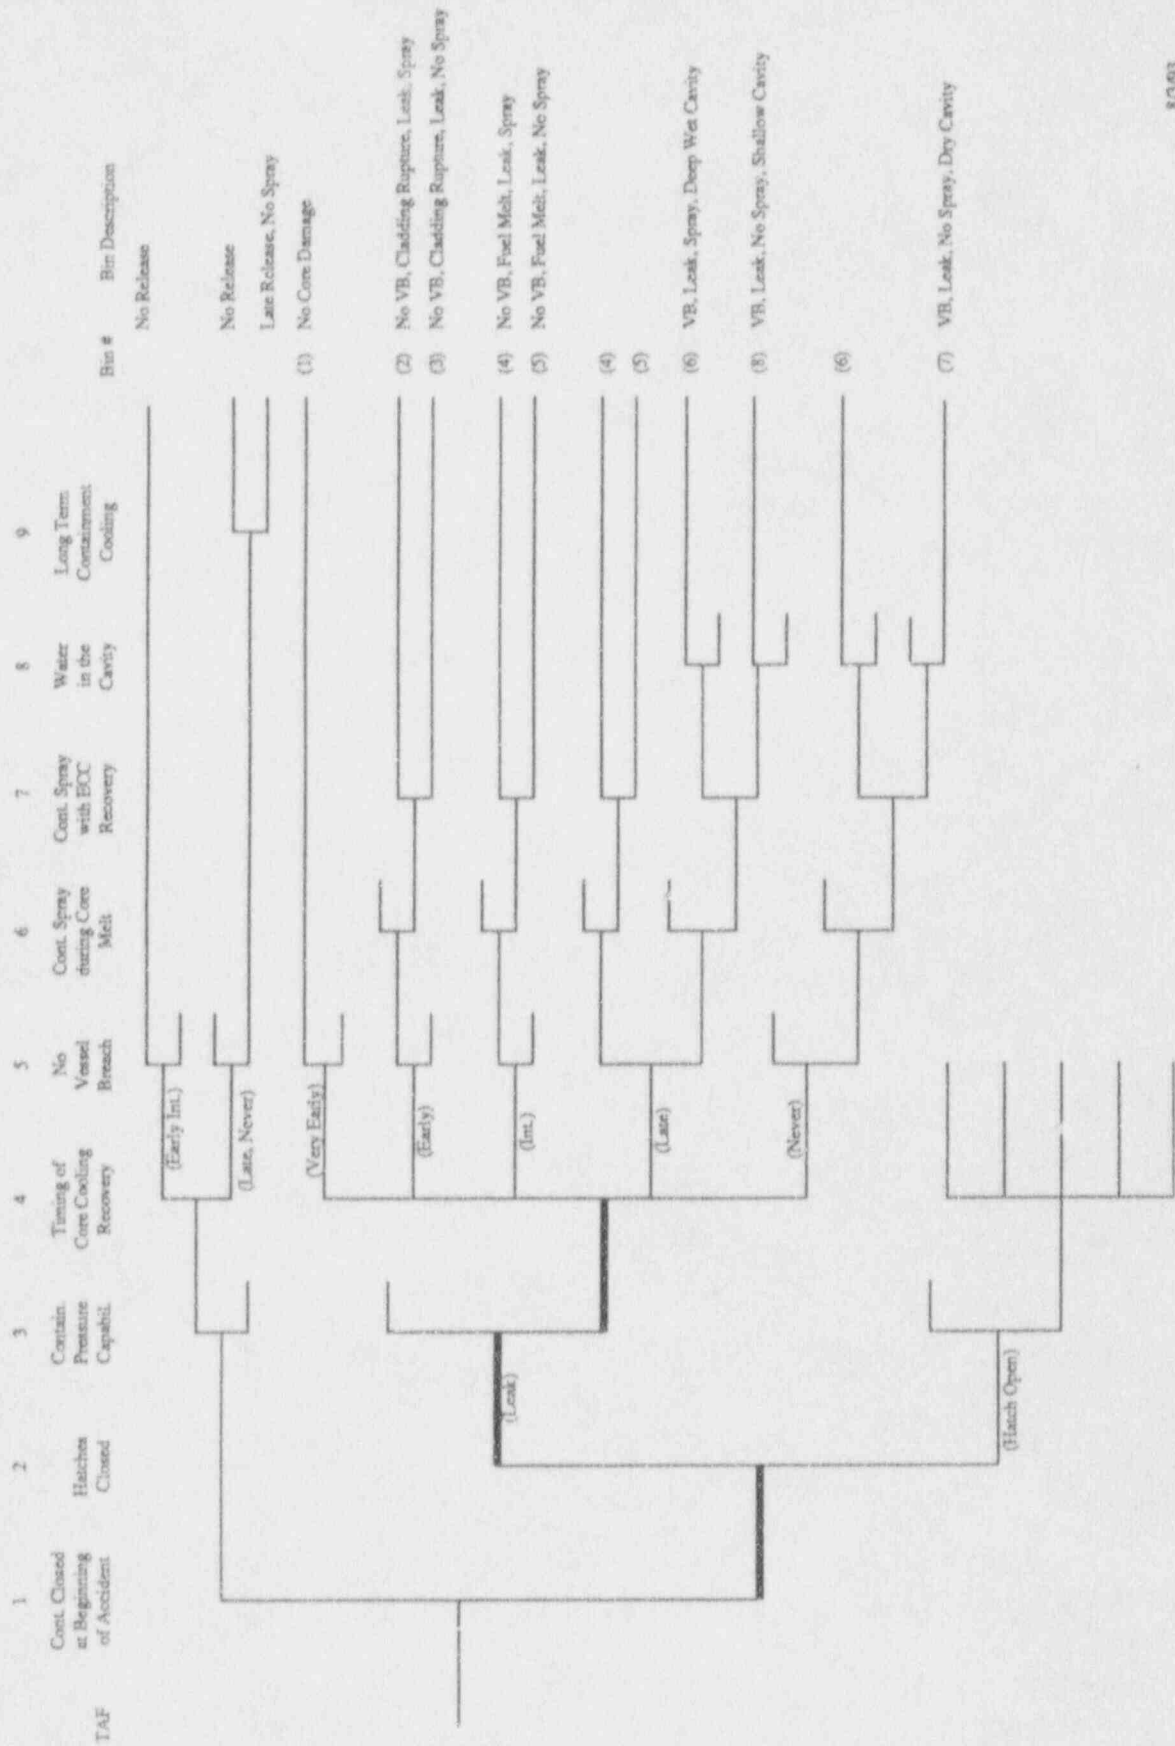 1
2
3
4
5
6
7
8
9
TAF
Cont. Closed
at Beginning
of Accident
Hatches
Closed
Contain.
Pressure
Capabil.
Timing of
Core Cooling
Recovery
No
Vessel
Breach
Cont. Spray
during Core
Melt
Cont. Spray
with ECC
Recovery
Water
in the
Cavity
Long Term
Containment
Cooling
Bin #
Bin Description
(Early Int.)
No Release
(Late, Never)
No Release
Late Release, No Spray
(Very Early)
(1) No Core Damage
(Early)
(2) No VB, Cladding Rupture, Leak, Spray
(3) No VB, Cladding Rupture, Leak, No Spray
(Leak)
(Int.)
(4) No VB, Fuel Melt, Leak, Spray
(5) No VB, Fuel Melt, Leak, No Spray
(Late)
(4)
(5)
(6) VB, Leak, Spray, Deep Wet Cavity
(8) VB, Leak, No Spray, Shallow Cavity
(Never)
(6)
(7) VB, Leak, No Spray, Dry Cavity
(Hatch Open)